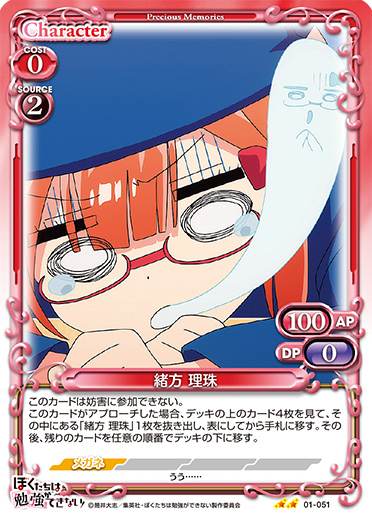 Precious Memories
Character
COST
0
SOURCE
2
100 AP
DP 0
緒方 理珠
このカードは妨害に参加できない。
このカードがアプローチした場合、デッキの上のカード4枚を見て、そ
の中にある「緒方 理珠」1枚を抜き出し、表にしてから手札に移す。その
後、残りのカードを任意の順番でデッキの下に移す。
メガネ
うう……
ぼくたちは
勉強ができない
©筒井大志/集英社・ぼくたちは勉強ができない製作委員会
01-051